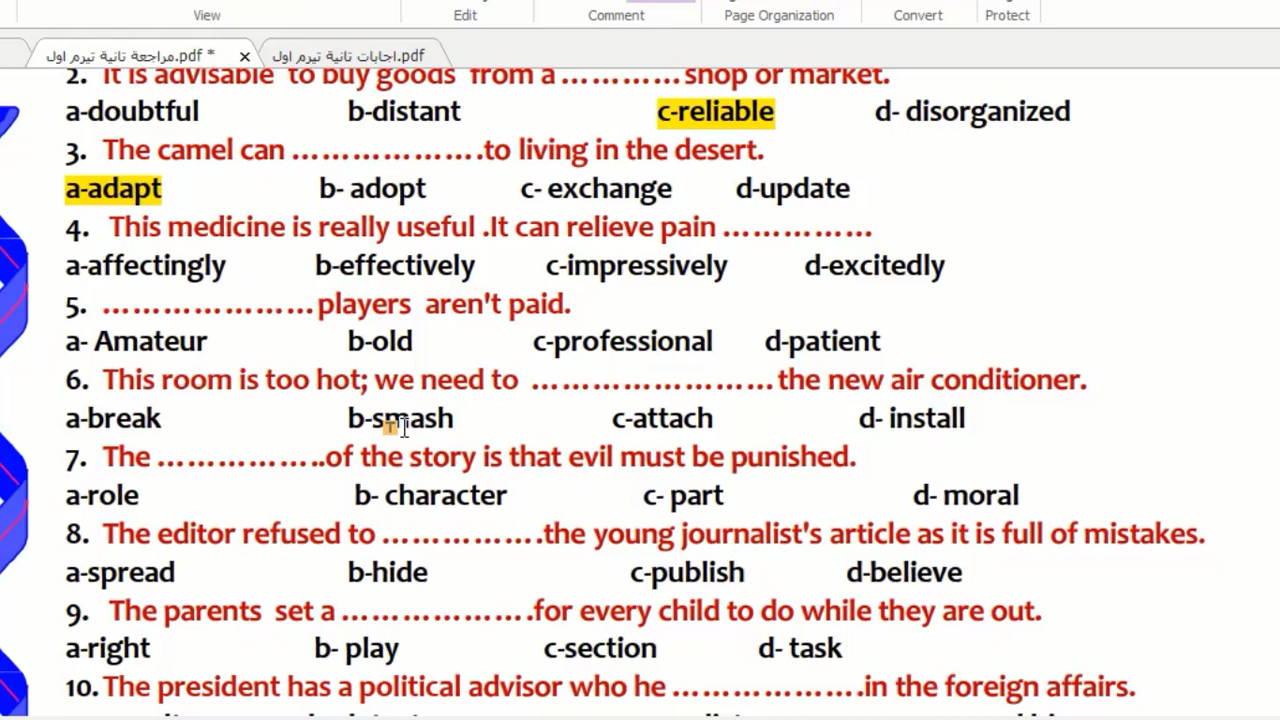 View
Edit
Comment
Page Organization
Convert
Protect
مراجعة تانية تيرم اول.pdf *
اجابات تانية تيرم اول.pdf
2. It is advisable to buy goods from a ………… shop or market.
a-doubtful b-distant c-reliable d- disorganized
3. The camel can ……………….to living in the desert.
a-adapt b- adopt c- exchange d-update
4. This medicine is really useful .It can relieve pain ……………
a-affectingly b-effectively c-impressively d-excitedly
5. ………………… players aren't paid.
a- Amateur b-old c-professional d-patient
6. This room is too hot; we need to …………………… the new air conditioner.
a-break b-smash c-attach d- install
7. The ……………..of the story is that evil must be punished.
a-role b- character c- part d- moral
8. The editor refused to …………….the young journalist's article as it is full of mistakes.
a-spread b-hide c-publish d-believe
9. The parents set a ……………….for every child to do while they are out.
a-right b- play c-section d- task
10. The president has a political advisor who he ……………….in the foreign affairs.